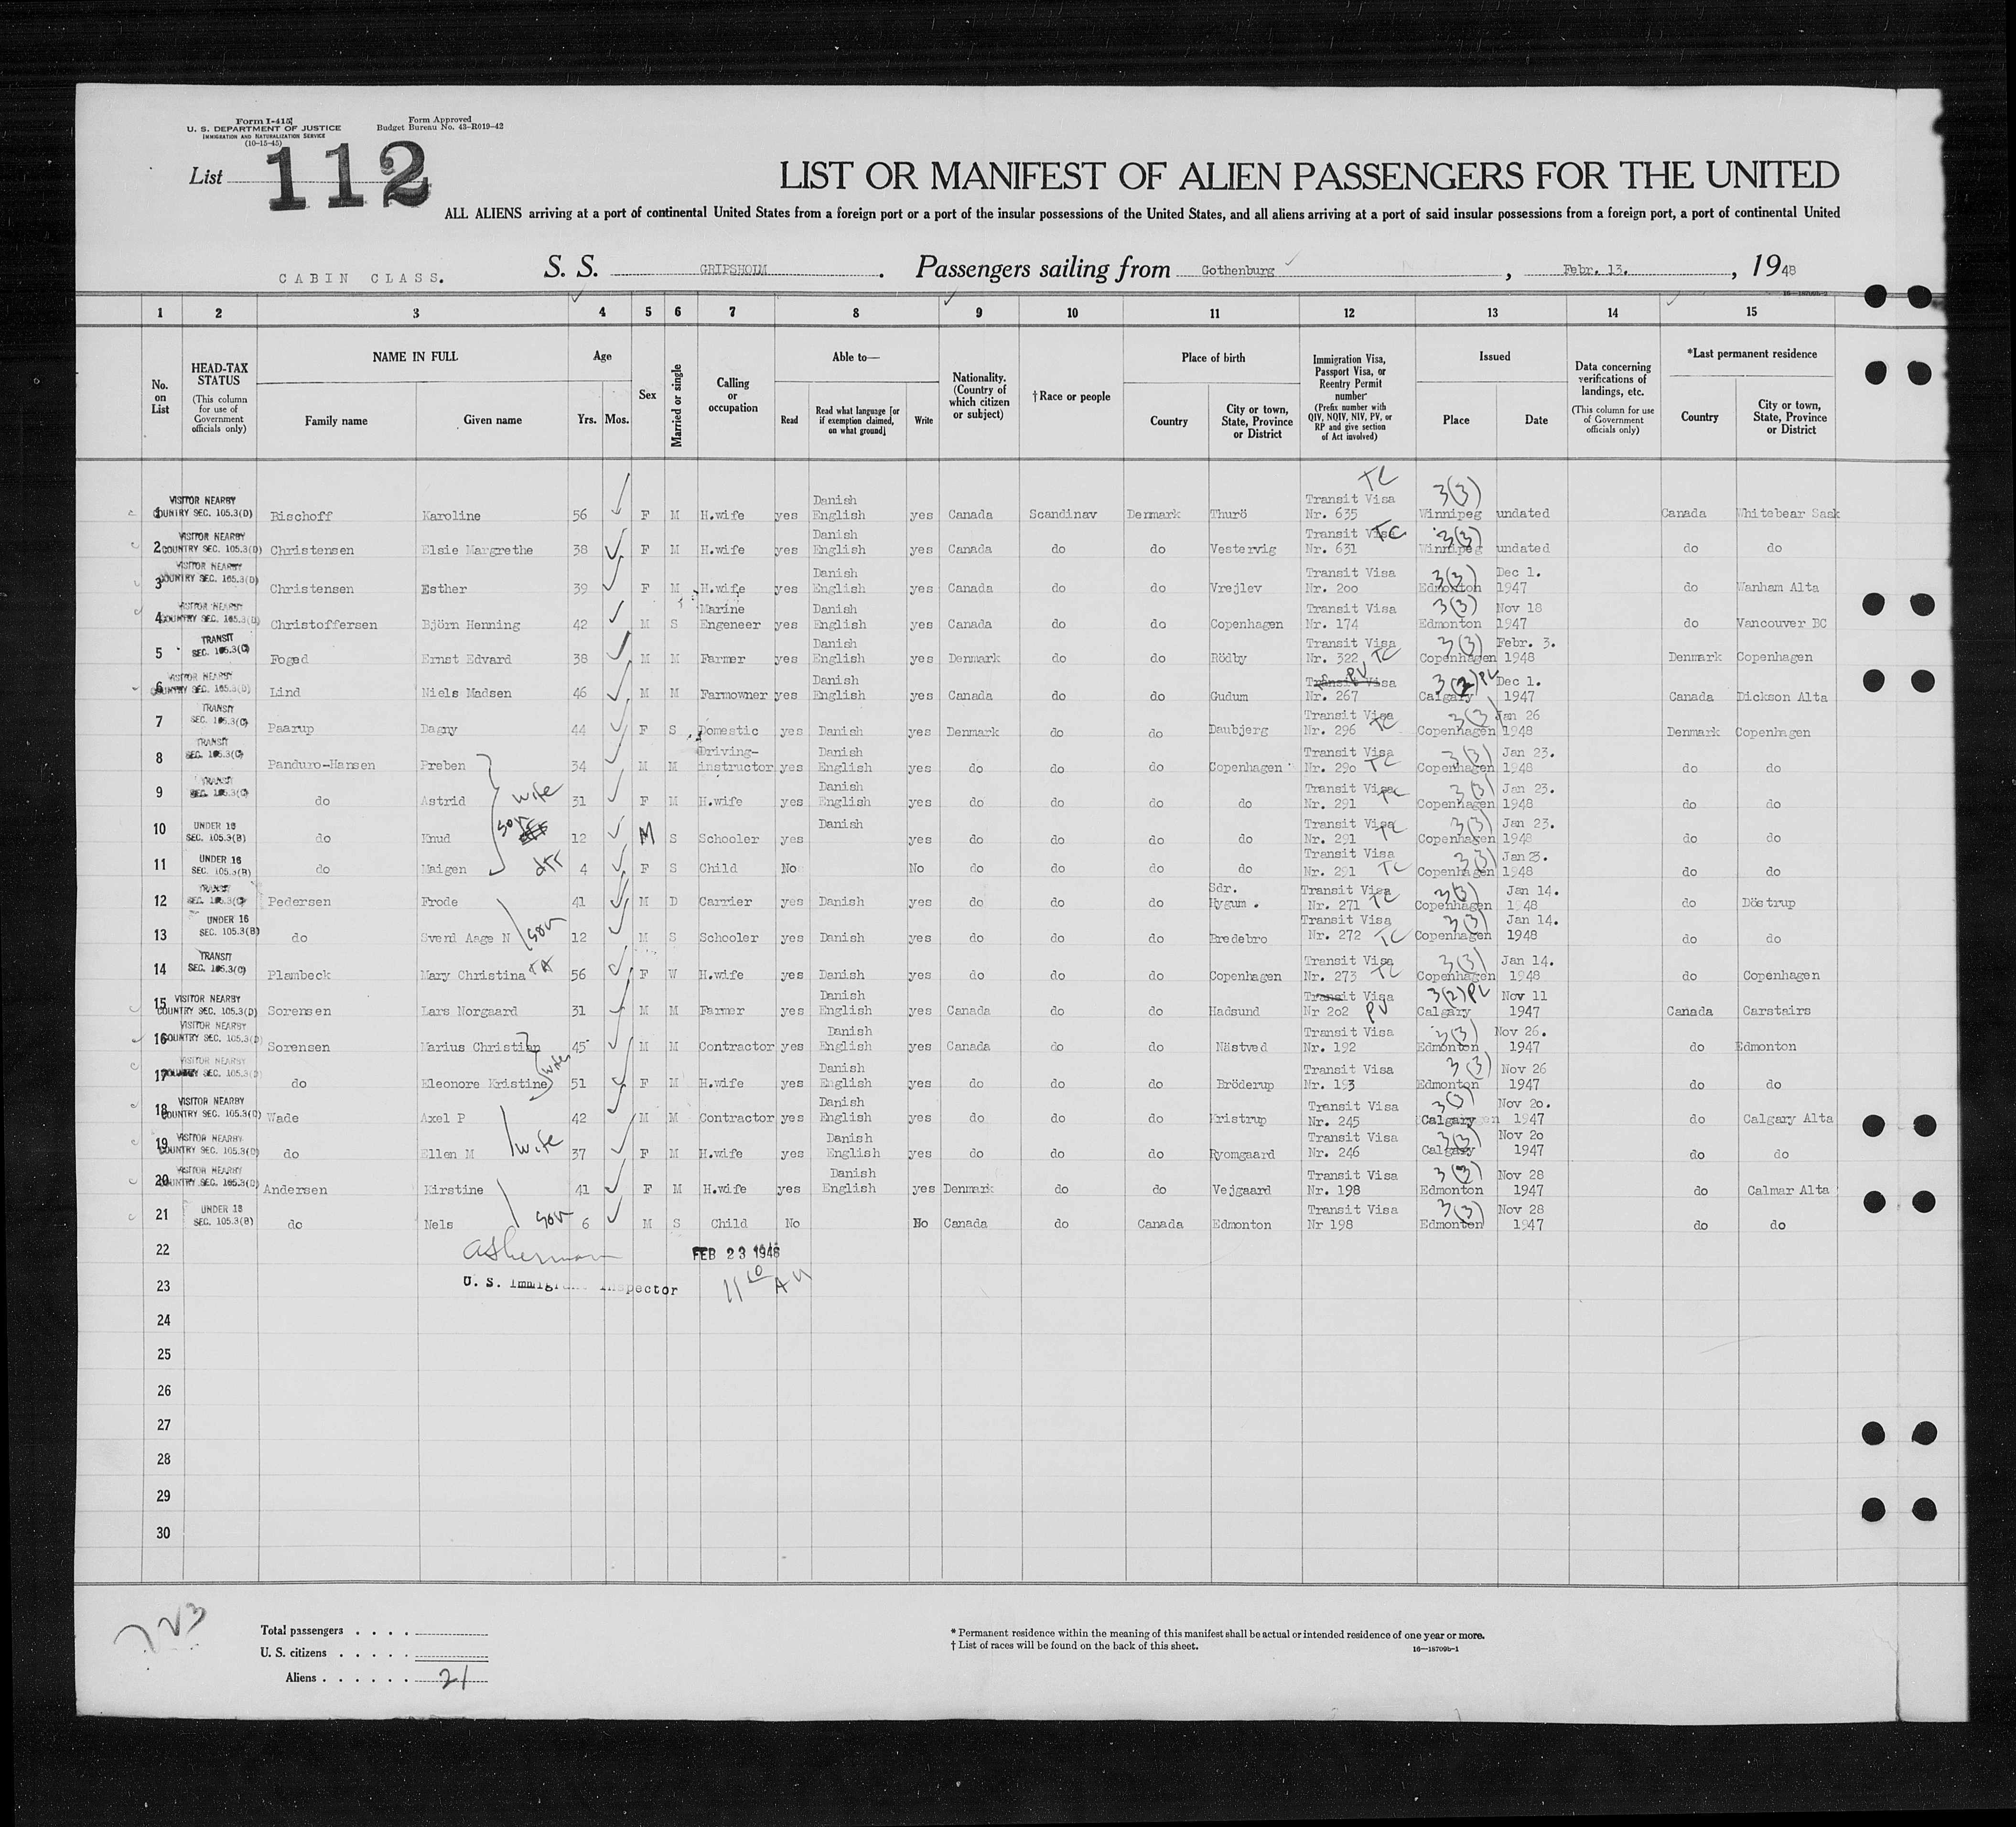 Form I-415
U. S. DEPARTMENT OF JUSTICE
IMMIGRATION AND NATURALIZATION SERVICE
(10-15-45)
Form Approved
Budget Bureau No. 43-R019-42
List 112
LIST OR MANIFEST OF ALIEN PASSENGERS FOR THE UNITED
ALL ALIENS arriving at a port of continental United States from a foreign port or a port of the insular possessions of the United States, and all aliens arriving at a port of said insular possessions from a foreign port, a port of continental United
CABIN CLASS. S. S. GRIPSHOLM. Passengers sailing from Gothenburg, Febr. 13., 1948
1 2 3 4 5 6 7 8 9 10 11 12 13 14 15
No. on List
HEAD-TAX STATUS (This column for use of Government officials only)
NAME IN FULL Family name Given name
Age Yrs. Mos.
Sex
Married or single
Calling or occupation
Able to— Read Read what language [or if exemption claimed, on what ground] Write
Nationality. (Country of which citizen or subject)
†Race or people
Place of birth Country City or town, State, Province or District
Immigration Visa, Passport Visa, or Reentry Permit number (Prefix number with QIV, NQIV, NIV, PV, or RP and give section of Act involved)
Issued Place Date
Data concerning verifications of landings, etc. (This column for use of Government officials only)
*Last permanent residence Country City or town, State, Province or District
1 VISITOR NEARBY COUNTRY SEC. 105.3(D) Bischoff Karoline 56 F M H.wife yes Danish English yes Canada Scandinav Denmark Thurö Transit Visa Nr. 635 TC 3(3) Winnipeg undated Canada Whitebear Sask
2 VISITOR NEARBY COUNTRY SEC. 105.3(D) Christensen Elsie Margrethe 38 F M H.wife yes Danish English yes Canada do do Vestervig Transit Visa Nr. 631 TC 3(3) Winnipeg undated do do
3 VISITOR NEARBY COUNTRY SEC. 105.3(D) Christensen Esther 39 F M H.wife yes Danish English yes Canada do do Vrejlev Transit Visa Nr. 200 3(3) Edmonton Dec 1. 1947 do Wanham Alta
4 VISITOR NEARBY COUNTRY SEC. 105.3(D) Christoffersen Björn Henning 42 M S Marine Engeneer yes Danish English yes Canada do do Copenhagen Transit Visa Nr. 174 3(3) Edmonton Nov 18 1947 do Vancouver BC
5 TRANSIT SEC. 105.3(C) Foged Ernst Edvard 38 M M Farmer yes Danish English yes Denmark do do Rödby Transit Visa Nr. 322 TC 3(3) Copenhagen Febr. 3. 1948 Denmark Copenhagen
6 VISITOR NEARBY COUNTRY SEC. 105.3(D) Lind Niels Madsen 46 M M Farmowner yes Danish English yes Canada do do Gudum Transit Visa PV Nr. 267 3(2) PV Calgary Dec 1. 1947 Canada Dickson Alta
7 TRANSIT SEC. 105.3(C) Paarup Dagny 44 F S Domestic yes Danish yes Denmark do do Daubjerg Transit Visa Nr. 296 TC 3(3) Copenhagen Jan 26 1948 Denmark Copenhagen
8 TRANSIT SEC. 105.3(C) Panduro-Hansen Preben 34 M M Driving-instructor yes Danish English yes do do do Copenhagen Transit Visa Nr. 290 TC 3(3) Copenhagen Jan 23. 1948 do do
9 TRANSIT SEC. 105.3(C) do Astrid wife 31 F M H.wife yes Danish English yes do do do do Transit Visa Nr. 291 TC 3(3) Copenhagen Jan 23. 1948 do do
10 UNDER 16 SEC. 105.3(B) do Knud son 12 M S Schooler yes Danish yes do do do do Transit Visa Nr. 291 TC 3(3) Copenhagen Jan 23. 1948 do do
11 UNDER 16 SEC. 105.3(B) do Maigen dtr 4 F S Child No No do do do do Transit Visa Nr. 291 TC 3(3) Copenhagen Jan 23. 1948 do do
12 TRANSIT SEC. 105.3(C) Pedersen Frode 41 M D Carrier yes Danish yes do do do Sdr. Hygum. Transit Visa Nr. 271 TC 3(3) Copenhagen Jan 14. 1948 do Döstrup
13 UNDER 16 SEC. 105.3(B) do Svend Aage N son 12 M S Schooler yes Danish yes do do do Bredebro Transit Visa Nr. 272 TC 3(3) Copenhagen Jan 14. 1948 do do
14 TRANSIT SEC. 105.3(C) Plambeck Mary Christina 56 F W H.wife yes Danish yes do do do Copenhagen Transit Visa Nr. 273 TC 3(3) Copenhagen Jan 14. 1948 do Copenhagen
15 VISITOR NEARBY COUNTRY SEC. 105.3(D) Sorensen Lars Norgaard 31 M M Farmer yes Danish English yes Canada do do Hadsund Transit Visa Nr 202 PV 3(2) PV Calgary Nov 11 1947 Canada Carstairs
16 VISITOR NEARBY COUNTRY SEC. 105.3(D) Sorensen Marius Christian 45 M M Contractor yes Danish English yes Canada do do Nästved Transit Visa Nr. 192 3(3) Edmonton Nov 26. 1947 do Edmonton
17 VISITOR NEARBY COUNTRY SEC. 105.3(D) do Eleonore Kristine wife 51 F M H.wife yes Danish English yes do do do Bröderup Transit Visa Nr. 193 3(3) Edmonton Nov 26 1947 do do
18 VISITOR NEARBY COUNTRY SEC. 105.3(D) Wade Axel P 42 M M Contractor yes Danish English yes do do do Kristrup Transit Visa Nr. 245 3(3) Calgary Nov 20. 1947 do Calgary Alta
19 VISITOR NEARBY COUNTRY SEC. 105.3(D) do Ellen M wife 37 F M H.wife yes Danish English yes do do do Ryomgaard Transit Visa Nr. 246 3(3) Calgary Nov 20 1947 do do
20 VISITOR NEARBY COUNTRY SEC. 105.3(D) Andersen Kirstine 41 F M H.wife yes Danish English yes Denmark do do Vejgaard Transit Visa Nr. 198 3(3) Edmonton Nov 28 1947 do Calmar Alta
21 UNDER 16 SEC. 105.3(B) do Nels son 6 M S Child No No Canada do Canada Edmonton Transit Visa Nr 198 3(3) Edmonton Nov 28 1947 do do
22 FEB 23 1948
23 U. S. Immigrant Inspector
24
25
26
27
28
29
30
Total passengers . . . .
U. S. citizens . . . . .
Aliens . . . . . . 21
* Permanent residence within the meaning of this manifest shall be actual or intended residence of one year or more.
† List of races will be found on the back of this sheet.
16—18709b-1